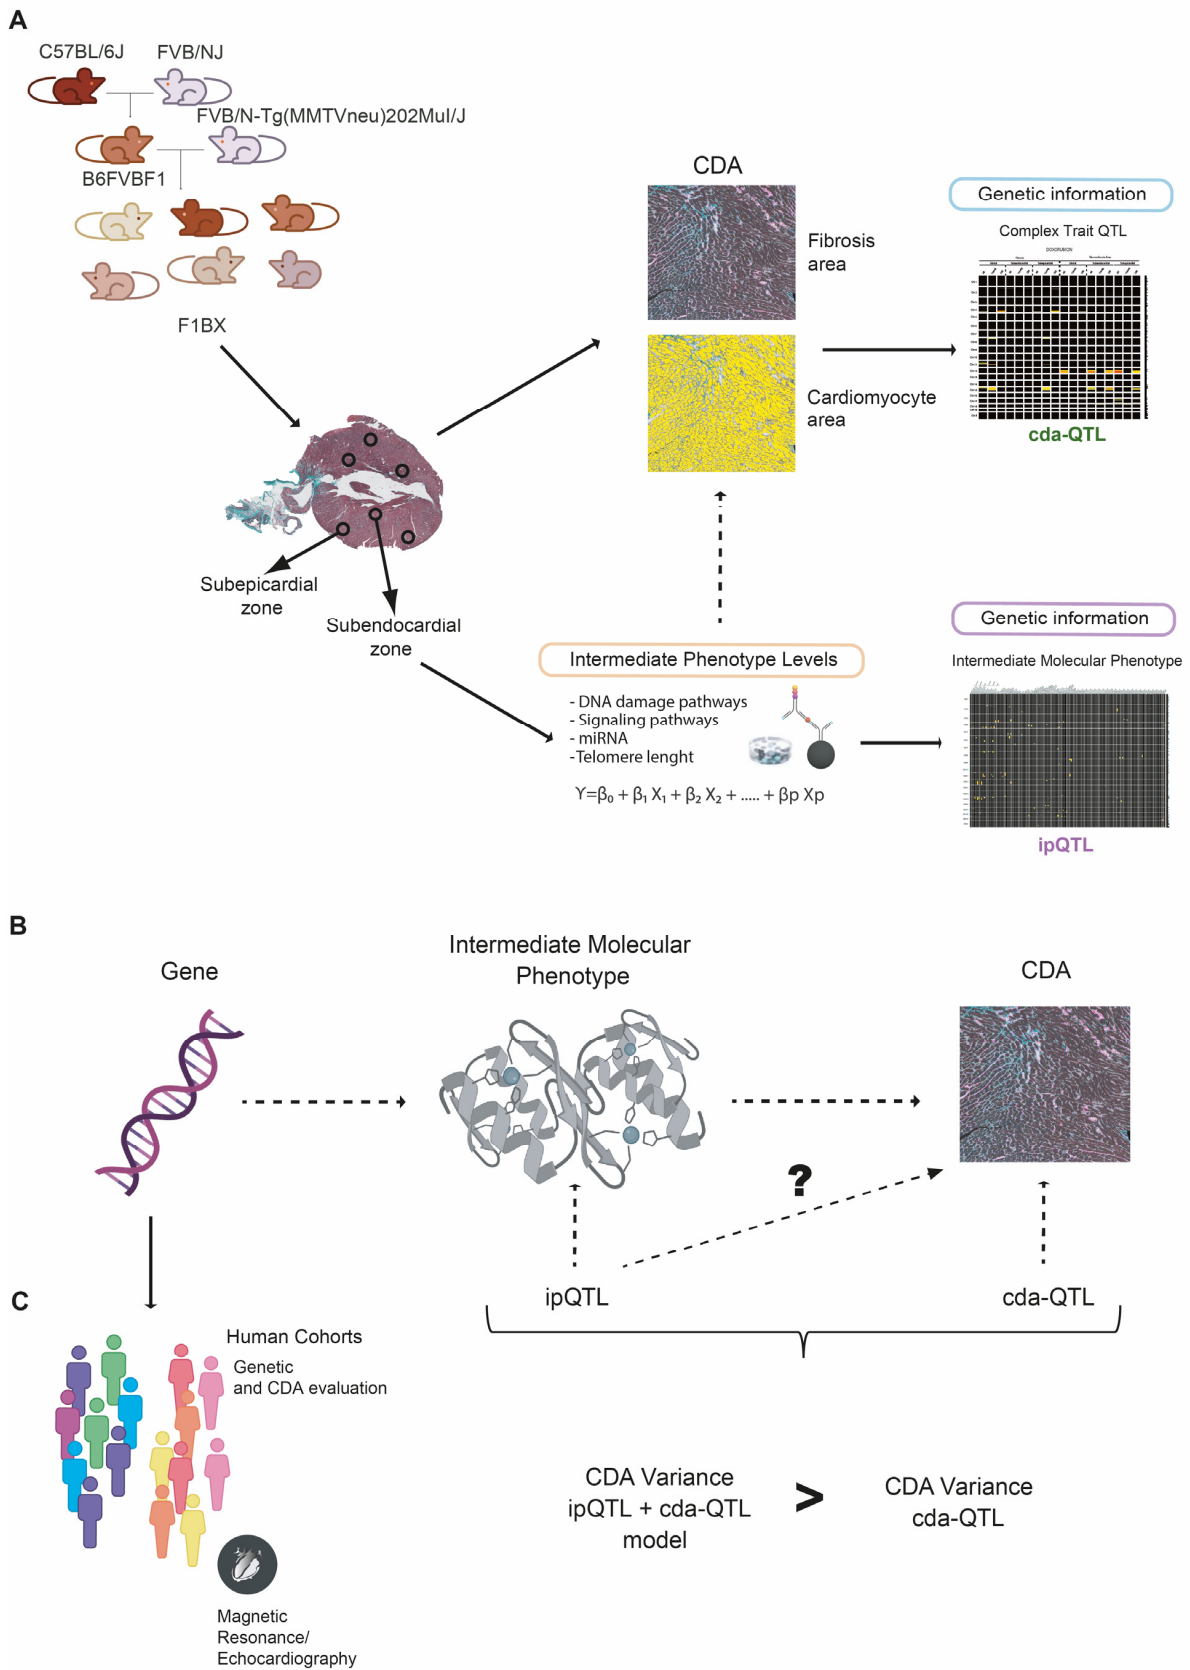 A
C57BL/6J
FVB/NJ
FVB/N-Tg(MMTVneu)202Mul/J
B6FVBF1
F1BX
Subepicardial
zone
Subendocardial
zone
CDA
Fibrosis
area
Cardiomyocyte
area
Genetic information
Complex Trait QTL
cda-QTL
Intermediate Phenotype Levels
- DNA damage pathways
- Signaling pathways
- miRNA
-Telomere lenght
Y=β₀ + β₁ X₁ + β₂ X₂ + ..... + βp Xp
Genetic information
Intermediate Molecular Phenotype
ipQTL
B
Gene
Intermediate Molecular
Phenotype
CDA
?
ipQTL
cda-QTL
C
Human Cohorts
Genetic
and CDA evaluation
Magnetic
Resonance/
Echocardiography
CDA Variance
ipQTL + cda-QTL
model
>
CDA Variance
cda-QTL